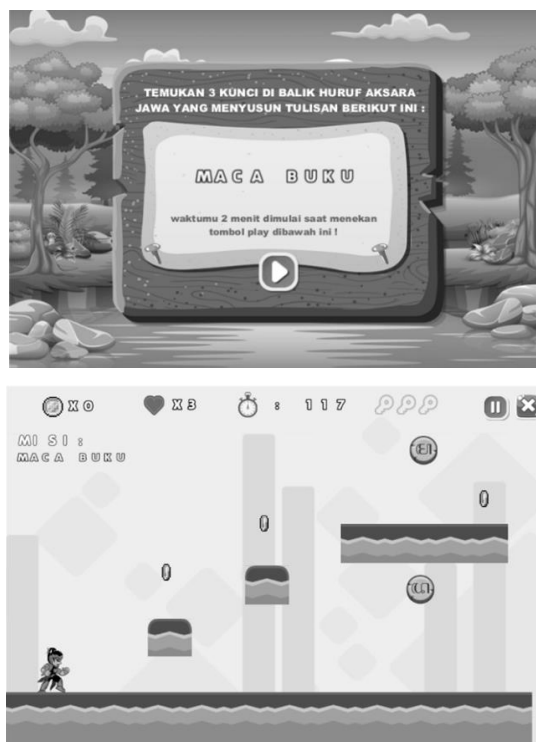 TEMUKAN 3 KUNCI DI BALIK HURUF AKSARA
JAWA YANG MENYUSUN TULISAN BERIKUT INI :
MACA BUKU
waktumu 2 menit dimulai saat menekan
tombol play dibawah ini !
X0 X3 : 117
MISI :
MACA BUKU